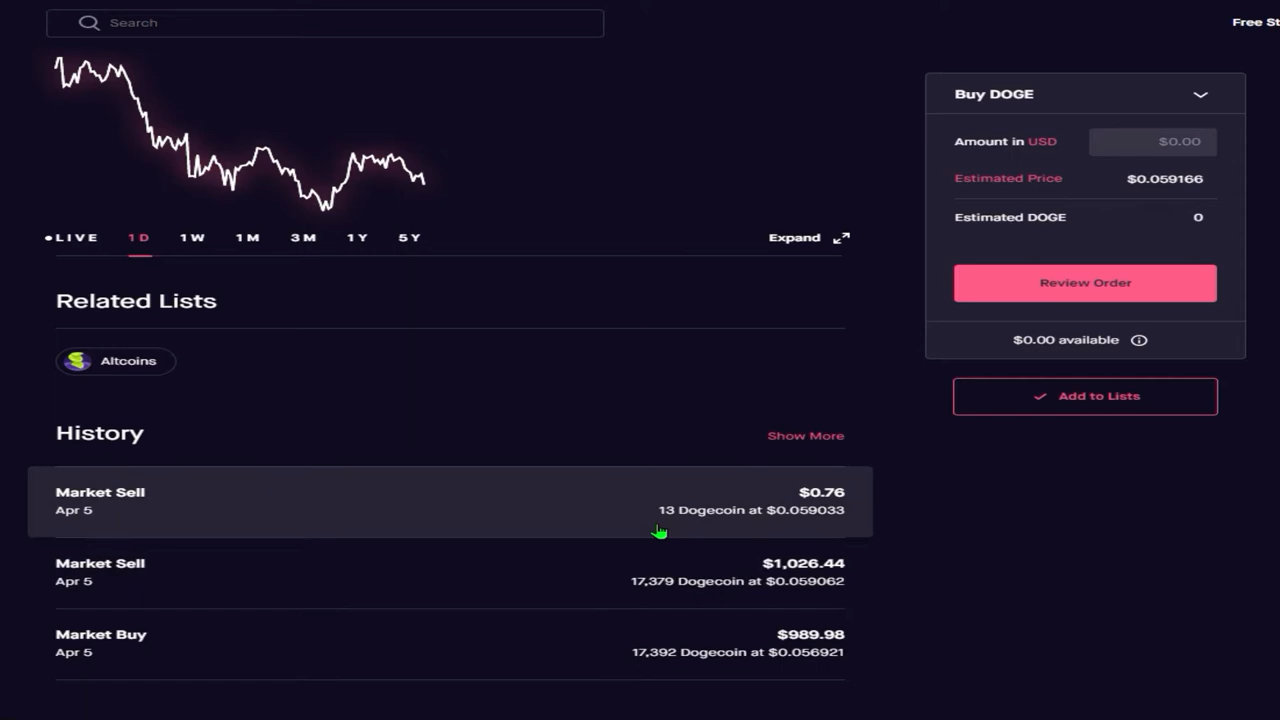 Search
Free St
Buy DOGE
Amount in USD $0.00
Estimated Price $0.059166
Estimated DOGE 0
Review Order
$0.00 available
Add to Lists
LIVE 1D 1W 1M 3M 1Y 5Y
Expand
Related Lists
Altcoins
History
Show More
Market Sell $0.76
Apr 5 13 Dogecoin at $0.059033
Market Sell $1,026.44
Apr 5 17,379 Dogecoin at $0.059062
Market Buy $989.98
Apr 5 17,392 Dogecoin at $0.056921